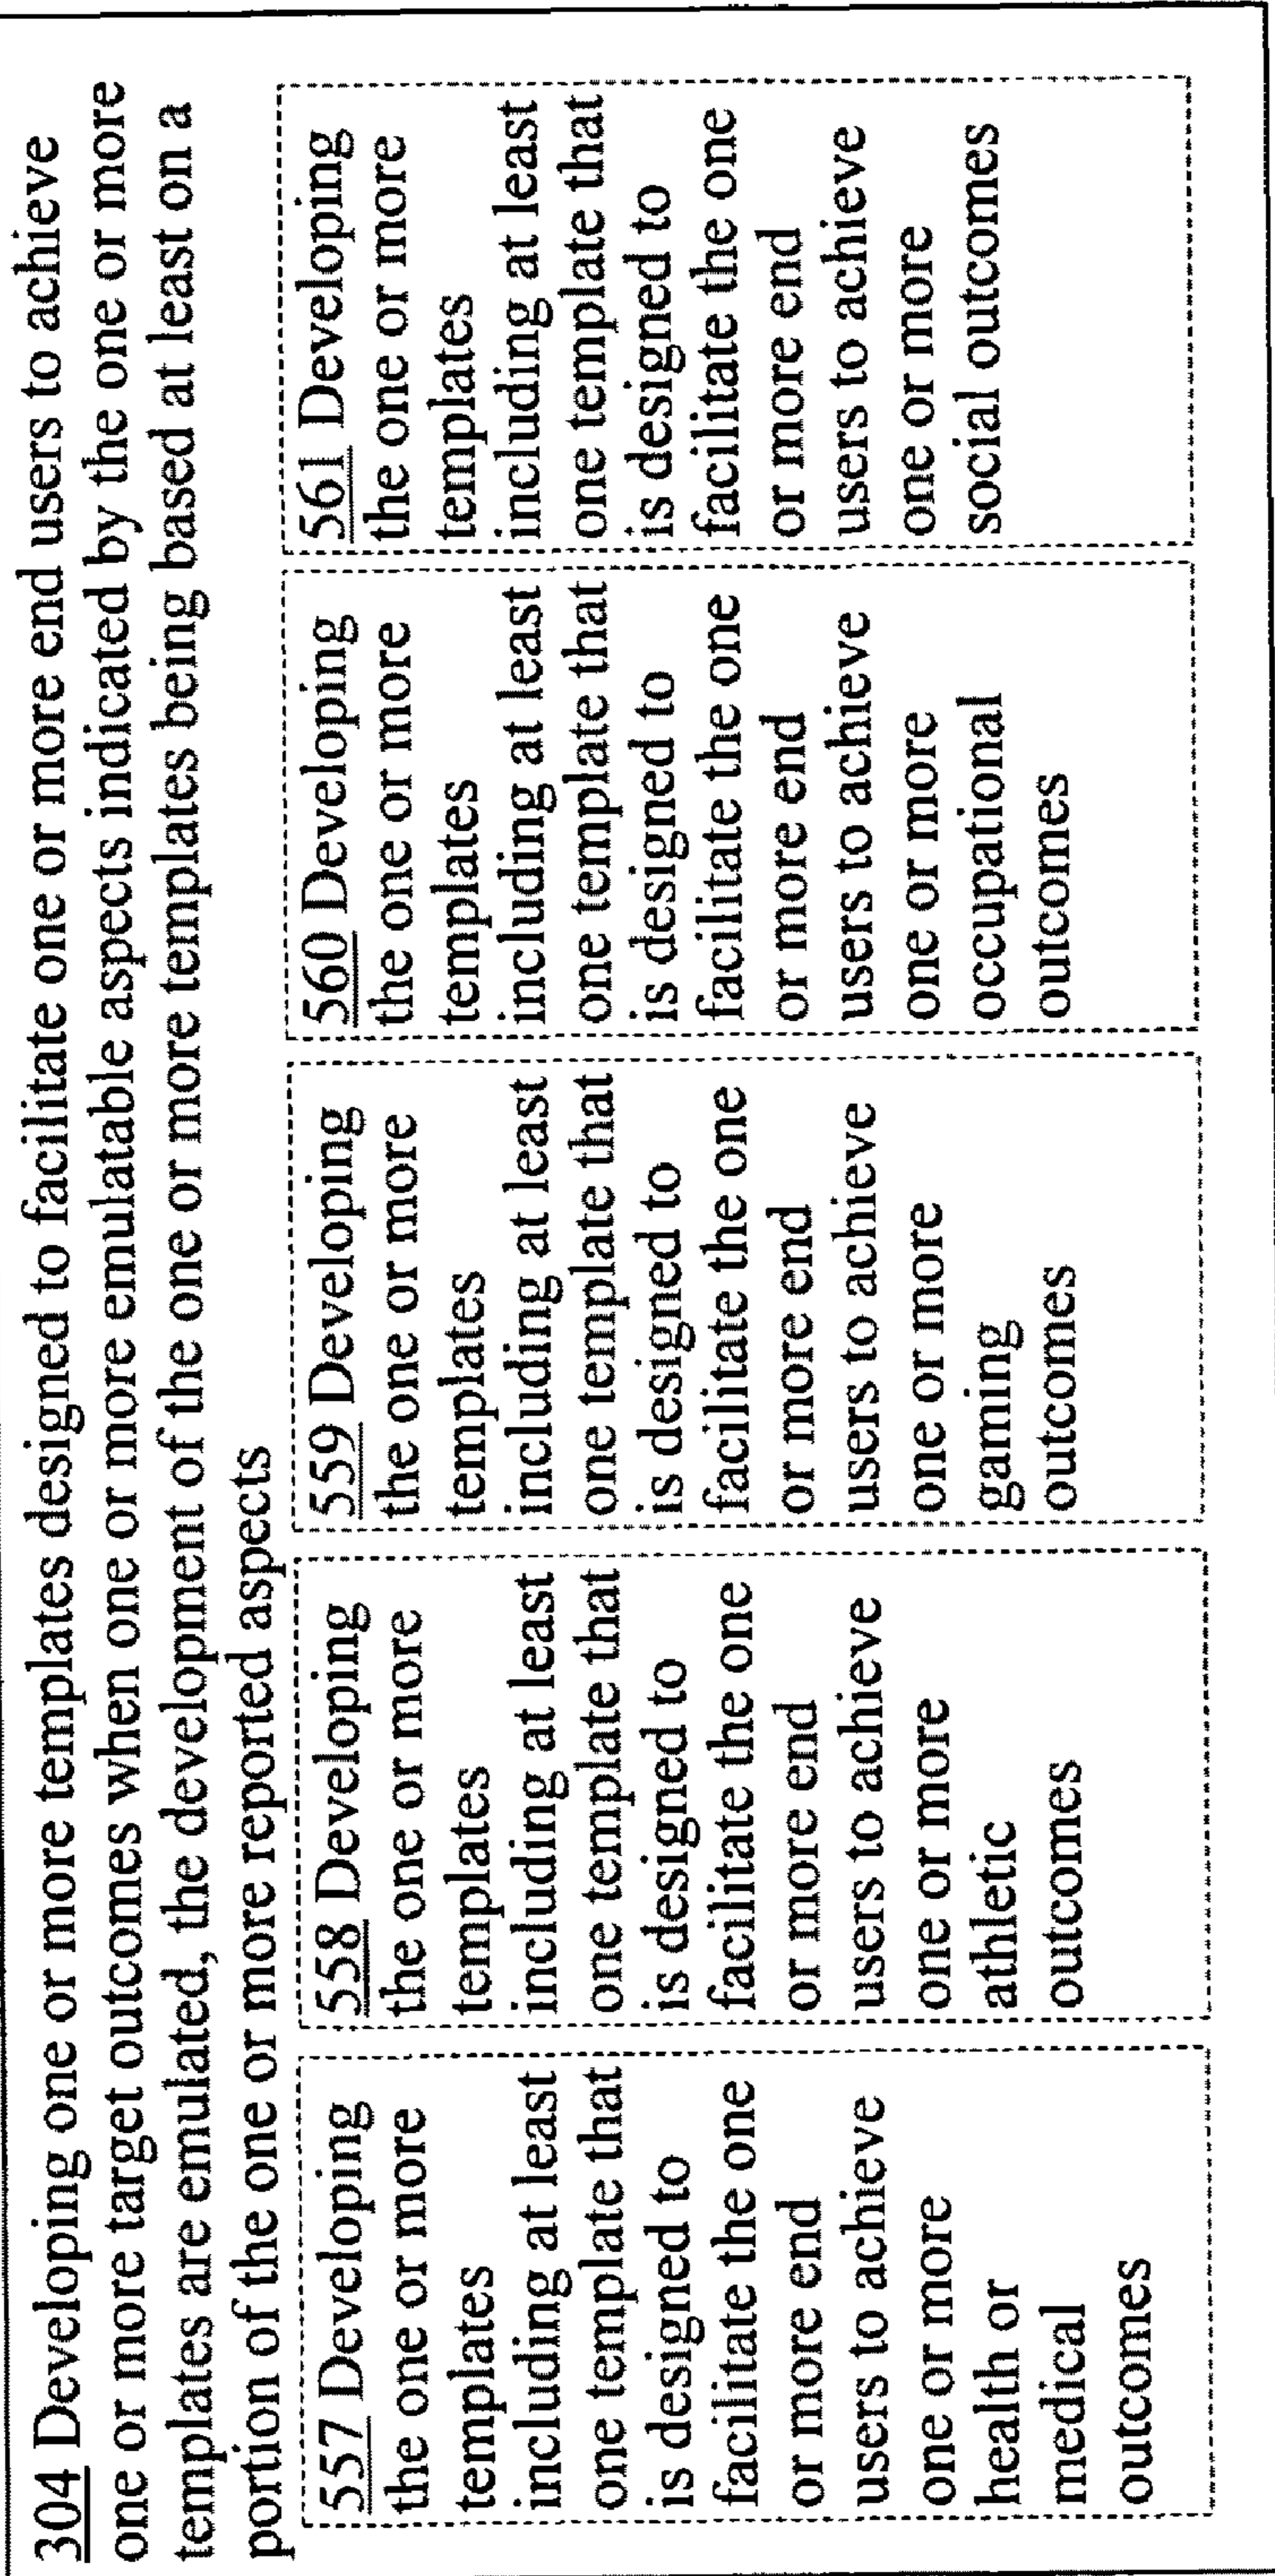 304 Developing one or more templates designed to facilitate one or more end users to achieve
one or more target outcomes when one or more emulatable aspects indicated by the one or more
templates are emulated, the development of the one or more templates being based at least on a
portion of the one or more reported aspects
557 Developing
the one or more
templates
including at least
one template that
is designed to
facilitate the one
or more end
users to achieve
one or more
health or
medical
outcomes
558 Developing
the one or more
templates
including at least
one template that
is designed to
facilitate the one
or more end
users to achieve
one or more
athletic
outcomes
559 Developing
the one or more
templates
including at least
one template that
is designed to
facilitate the one
or more end
users to achieve
one or more
gaming
outcomes
560 Developing
the one or more
templates
including at least
one template that
is designed to
facilitate the one
or more end
users to achieve
one or more
occupational
outcomes
561 Developing
the one or more
templates
including at least
one template that
is designed to
facilitate the one
or more end
users to achieve
one or more
social outcomes